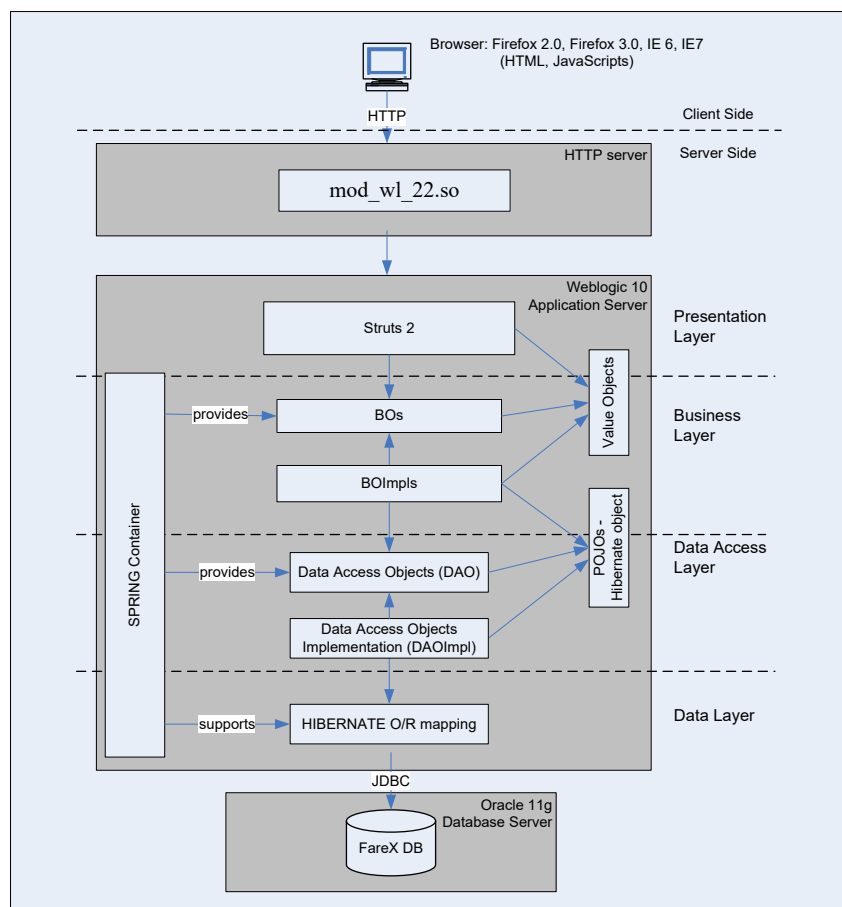 Browser: Firefox 2.0, Firefox 3.0, IE 6, IE7
(HTML, JavaScripts)
HTTP
Client Side
HTTP server
Server Side
mod_wl_22.so
Weblogic 10
Application Server
Presentation
Layer
Struts 2
Value Objects
provides
BOs
Business
Layer
BOImpls
SPRING Container
POJOs -
Hibernate object
Data Access
Layer
provides
Data Access Objects (DAO)
Data Access Objects
Implementation (DAOImpl)
supports
HIBERNATE O/R mapping
Data Layer
JDBC
Oracle 11g
Database Server
FareX DB